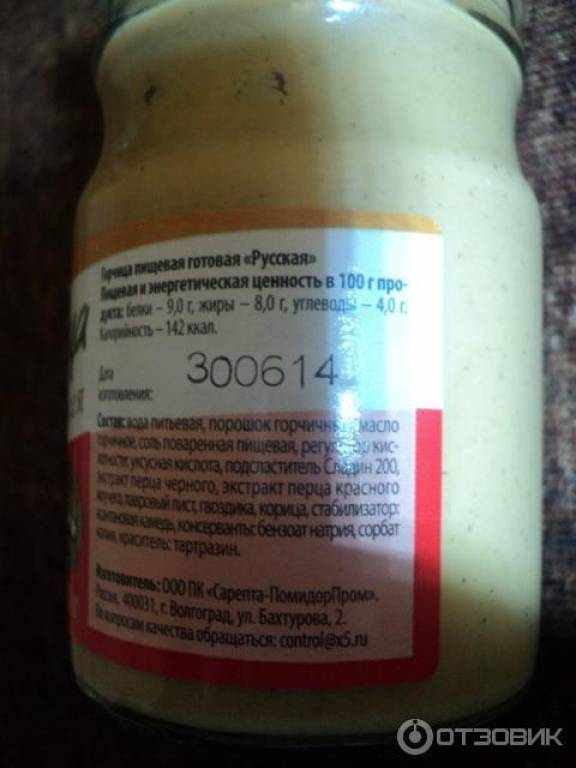 Горчица пищевая готовая «Русская»
Пищевая и энергетическая ценность в 100 г про-
дукта: белки – 9,0 г, жиры – 8,0 г, углеводы – 4,0 г.
Калорийность – 142 ккал.
Дата
изготовления:
300614
Состав: вода питьевая, порошок горчичный, масло
горчичное, соль поваренная пищевая, регулятор кис-
лотности: уксусная кислота, подсластитель Сладин 200,
экстракт перца черного, экстракт перца красного
жгучего, лавровый лист, гвоздика, корица, стабилизатор:
ксантановая камедь, консерванты: бензоат натрия, сорбат
калия, краситель: тартразин.
Изготовитель: ООО ПК «Сарепта-ПомидорПром».
Россия, 400031, г. Волгоград, ул. Бахтурова, 2.
По вопросам качества обращаться: control@x5.ru
ОТЗОВИК